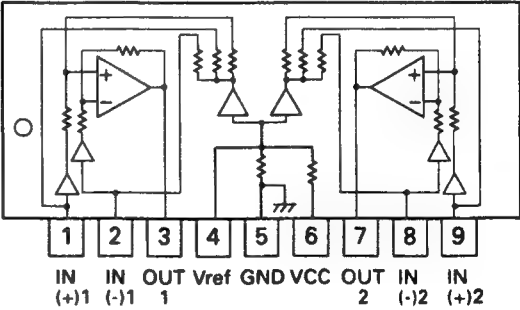 + +
- -
1 2 3 4 5 6 7 8 9
IN IN OUT Vref GND VCC OUT IN IN
(+)1 (-)1 1 2 (-)2 (+)2